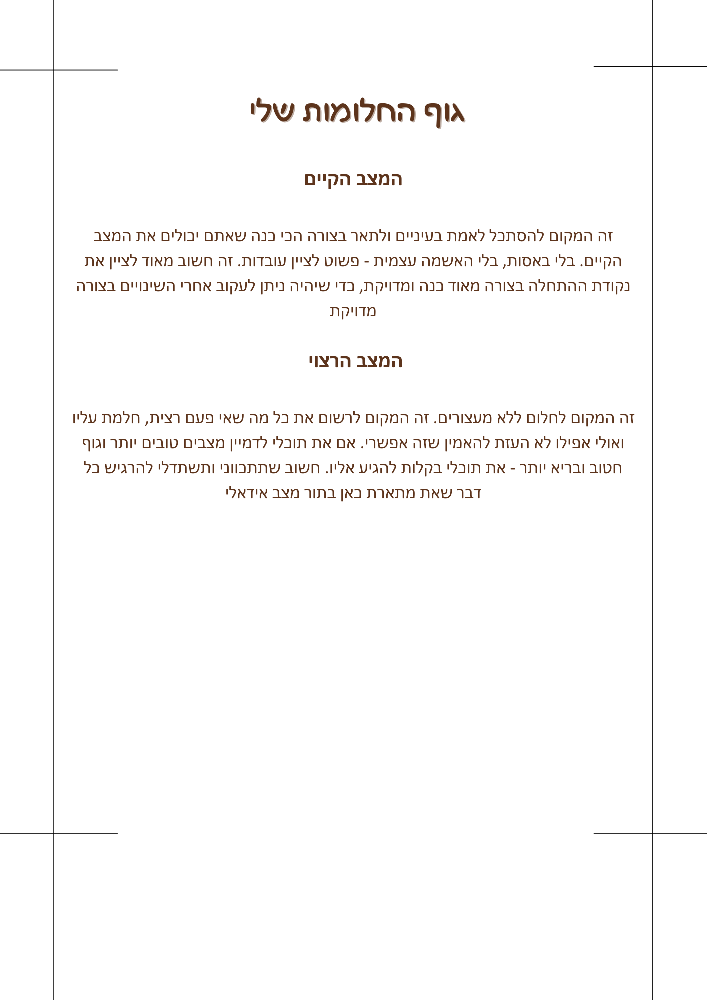 גוף החלומות שלי
המצב הקיים
זה המקום להסתכל לאמת בעיניים ולתאר בצורה הכי כנה שאתם יכולים את המצב
הקיים. בלי באסות, בלי האשמה עצמית - פשוט לציין עובדות. זה חשוב מאוד לציין את
נקודת ההתחלה בצורה מאוד כנה ומדויקת, כדי שיהיה ניתן לעקוב אחרי השינויים בצורה
מדויקת
המצב הרצוי
זה המקום לחלום ללא מעצורים. זה המקום לרשום את כל מה שאי פעם רצית, חלמת עליו
ואולי אפילו לא העזת להאמין שזה אפשרי. אם את תוכלי לדמיין מצבים טובים יותר וגוף
חטוב ובריא יותר - את תוכלי בקלות להגיע אליו. חשוב שתתכווני ותשתדלי להרגיש כל
דבר שאת מתארת כאן בתור מצב אידאלי